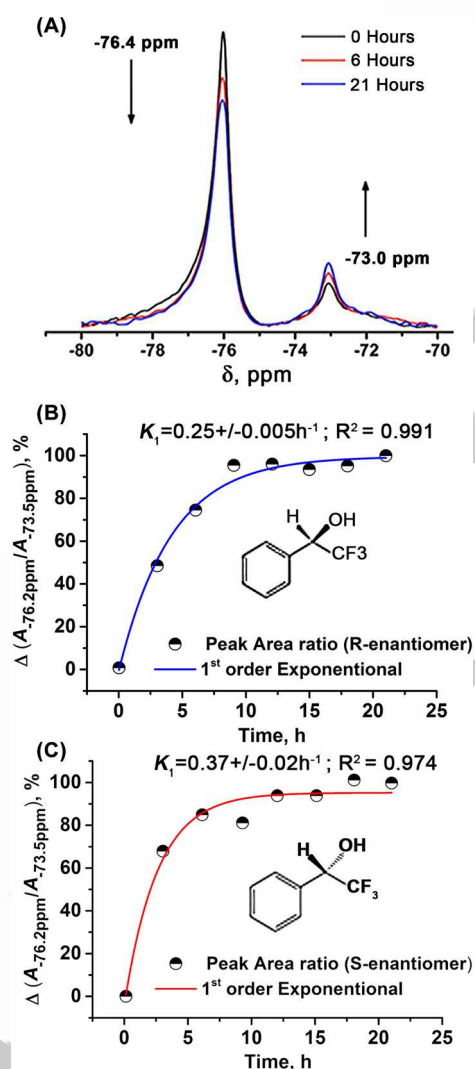 (A)
-76.4 ppm
0 Hours
6 Hours
21 Hours
-73.0 ppm
-80 -78 -76 -74 -72 -70
δ, ppm
(B)
K1=0.25+/-0.005h-1 ; R2 = 0.991
100
80
60
40
20
0
Δ (A-76.2ppm/A-73.5ppm), %
H
OH
CF3
Peak Area ratio (R-enantiomer)
1st order Exponentional
0 5 10 15 20 25
Time, h
(C)
K1=0.37+/-0.02h-1 ; R2 = 0.974
100
80
60
40
20
0
Δ (A-76.2ppm/A-73.5ppm), %
H
OH
CF3
Peak Area ratio (S-enantiomer)
1st order Exponentional
0 5 10 15 20 25
Time, h